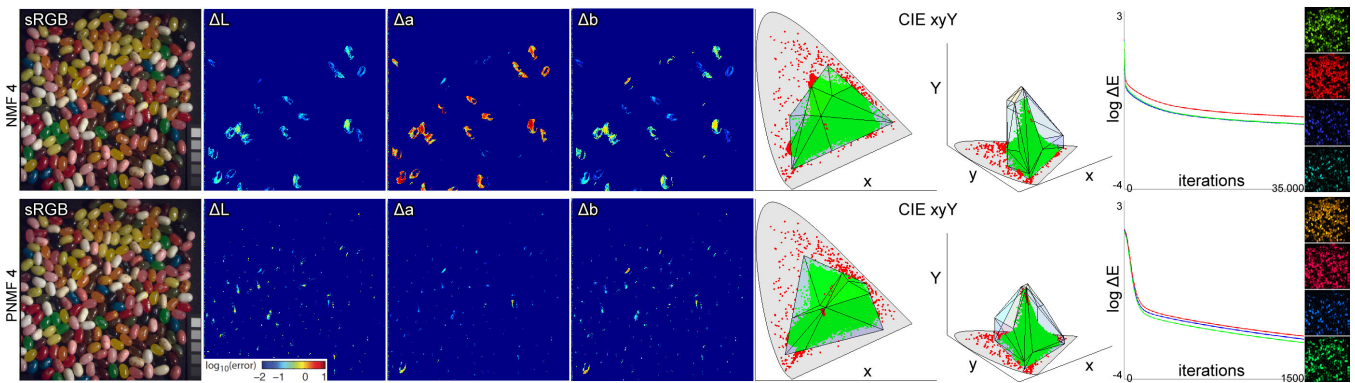 NMF 4
sRGB
ΔL
Δa
Δb
CIE xyY
x
Y
y
x
3
log ΔE
-4
0
iterations
35.000
PNMF 4
sRGB
ΔL
Δa
Δb
log10(error)
−2 −1 0 1
CIE xyY
x
Y
y
x
3
log ΔE
-4
0
iterations
1500